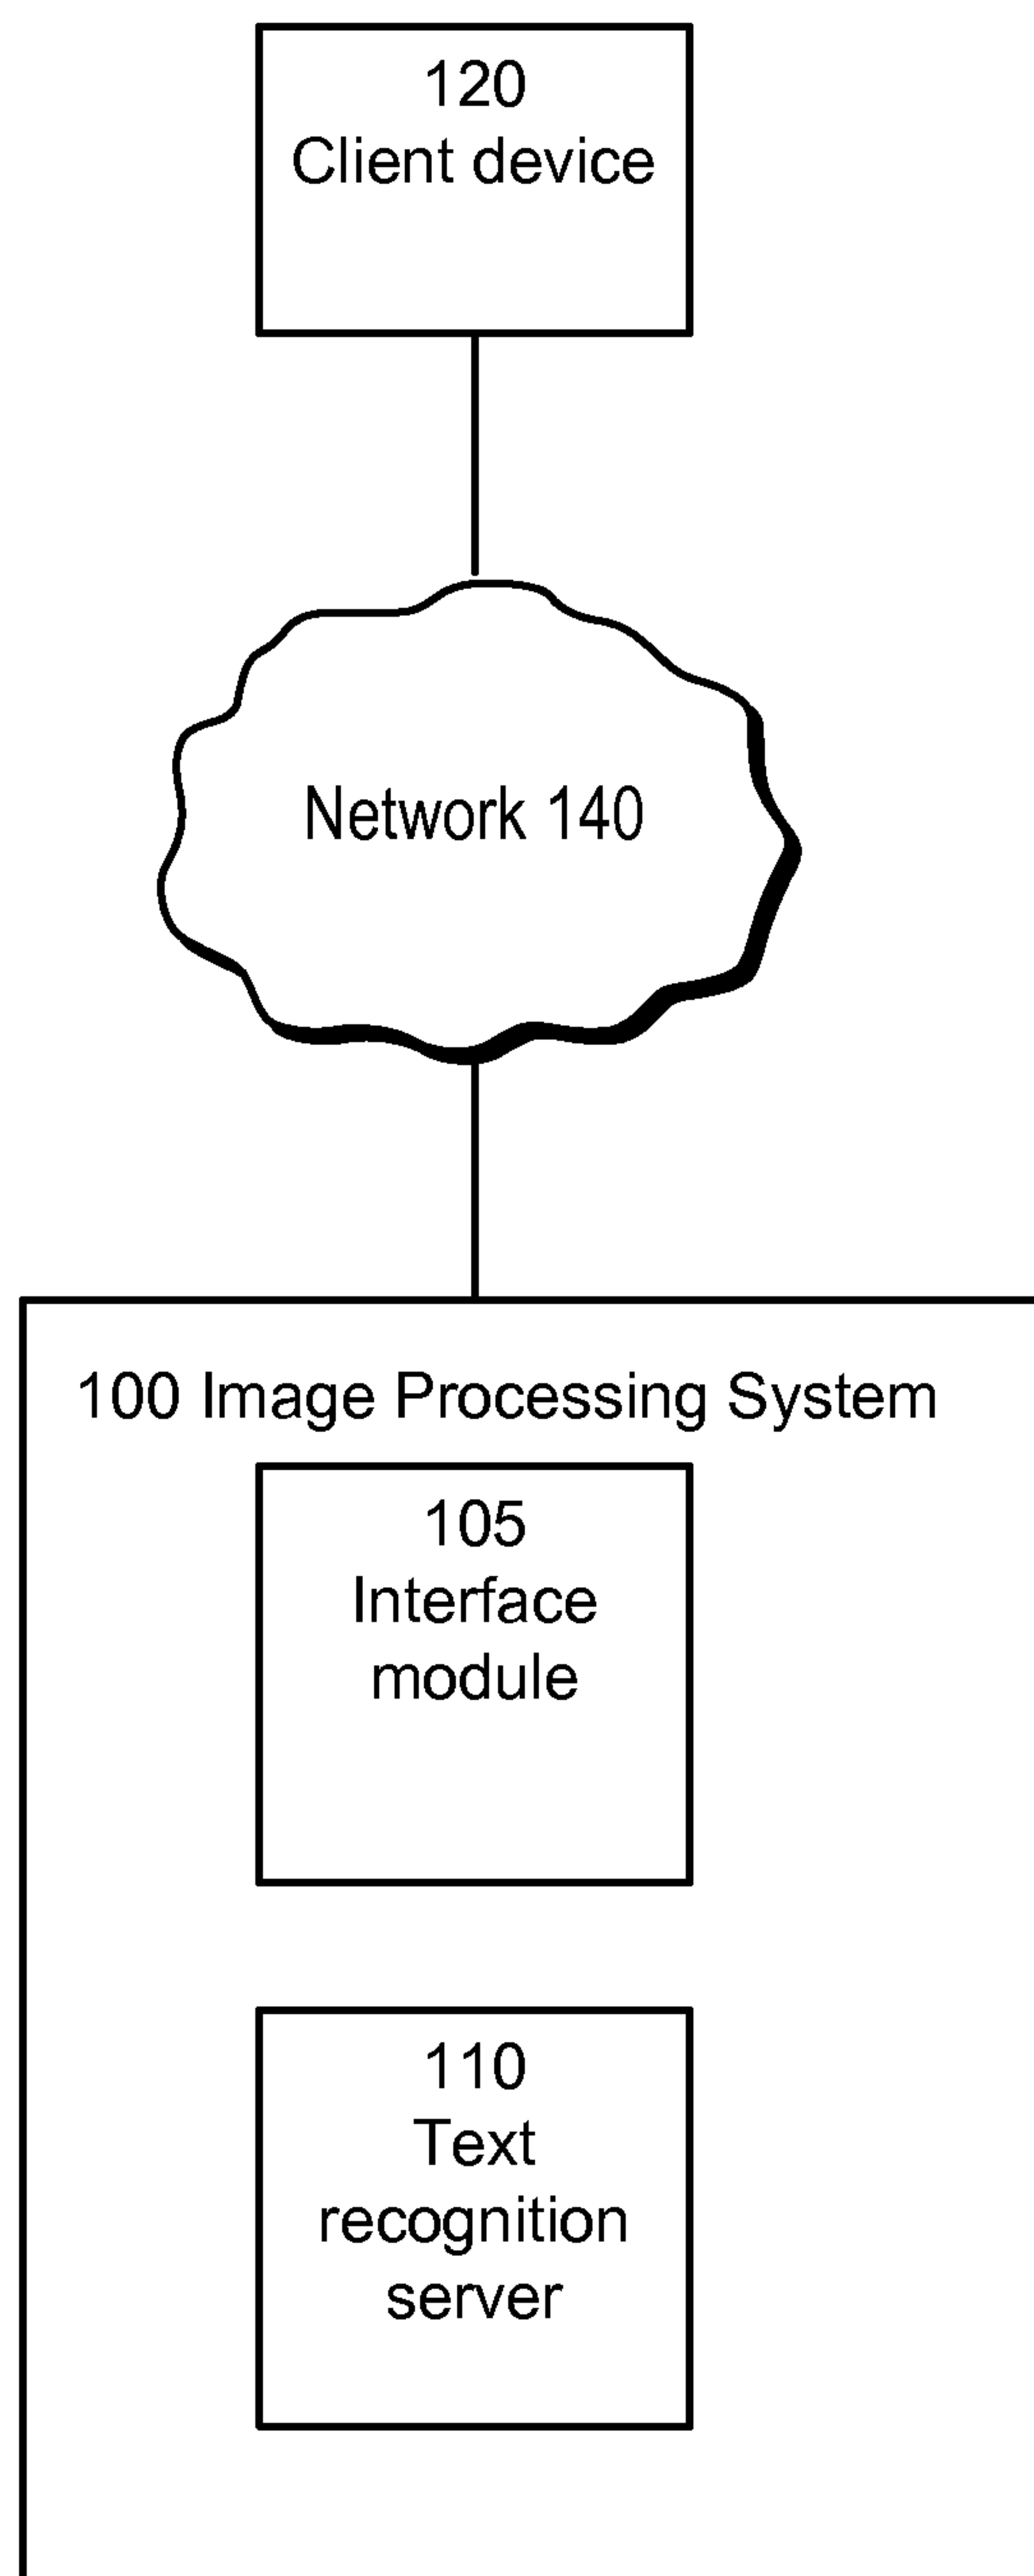 120
Client device
Network 140
100 Image Processing System
105
Interface
module
110
Text
recognition
server